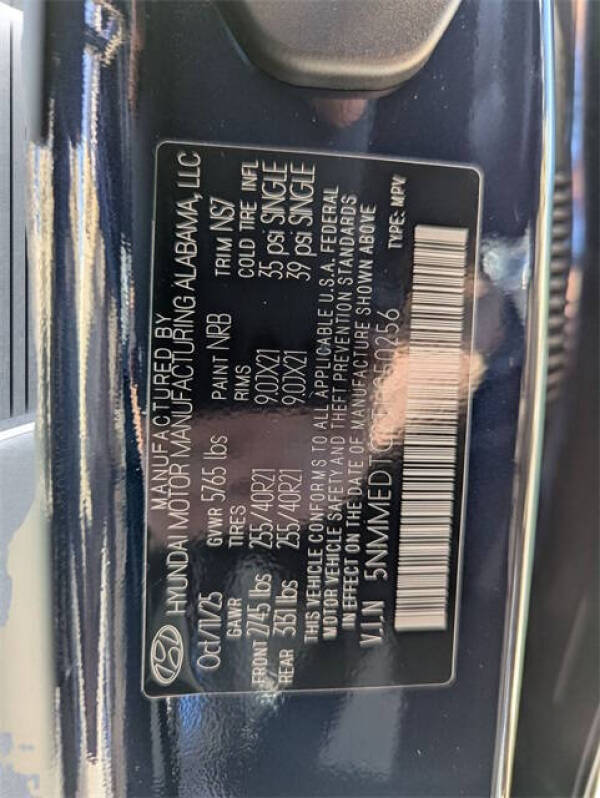 MANUFACTURED BY
HYUNDAI MOTOR MANUFACTURING ALABAMA, LLC
Oct/11/25 GVWR 5765 lbs PAINT NRB TRIM NS7
GAWR TIRES RIMS COLD TIRE INFL
FRONT 2745 lbs 255/40R21 9.0JX21 35 psi SINGLE
REAR 3131 lbs 255/40R21 9.0JX21 39 psi SINGLE
THIS VEHICLE CONFORMS TO ALL APPLICABLE U.S.A. FEDERAL
MOTOR VEHICLE SAFETY AND THEFT PREVENTION STANDARDS
IN EFFECT ON THE DATE OF MANUFACTURE SHOWN ABOVE
V.I.N TYPE: MPV